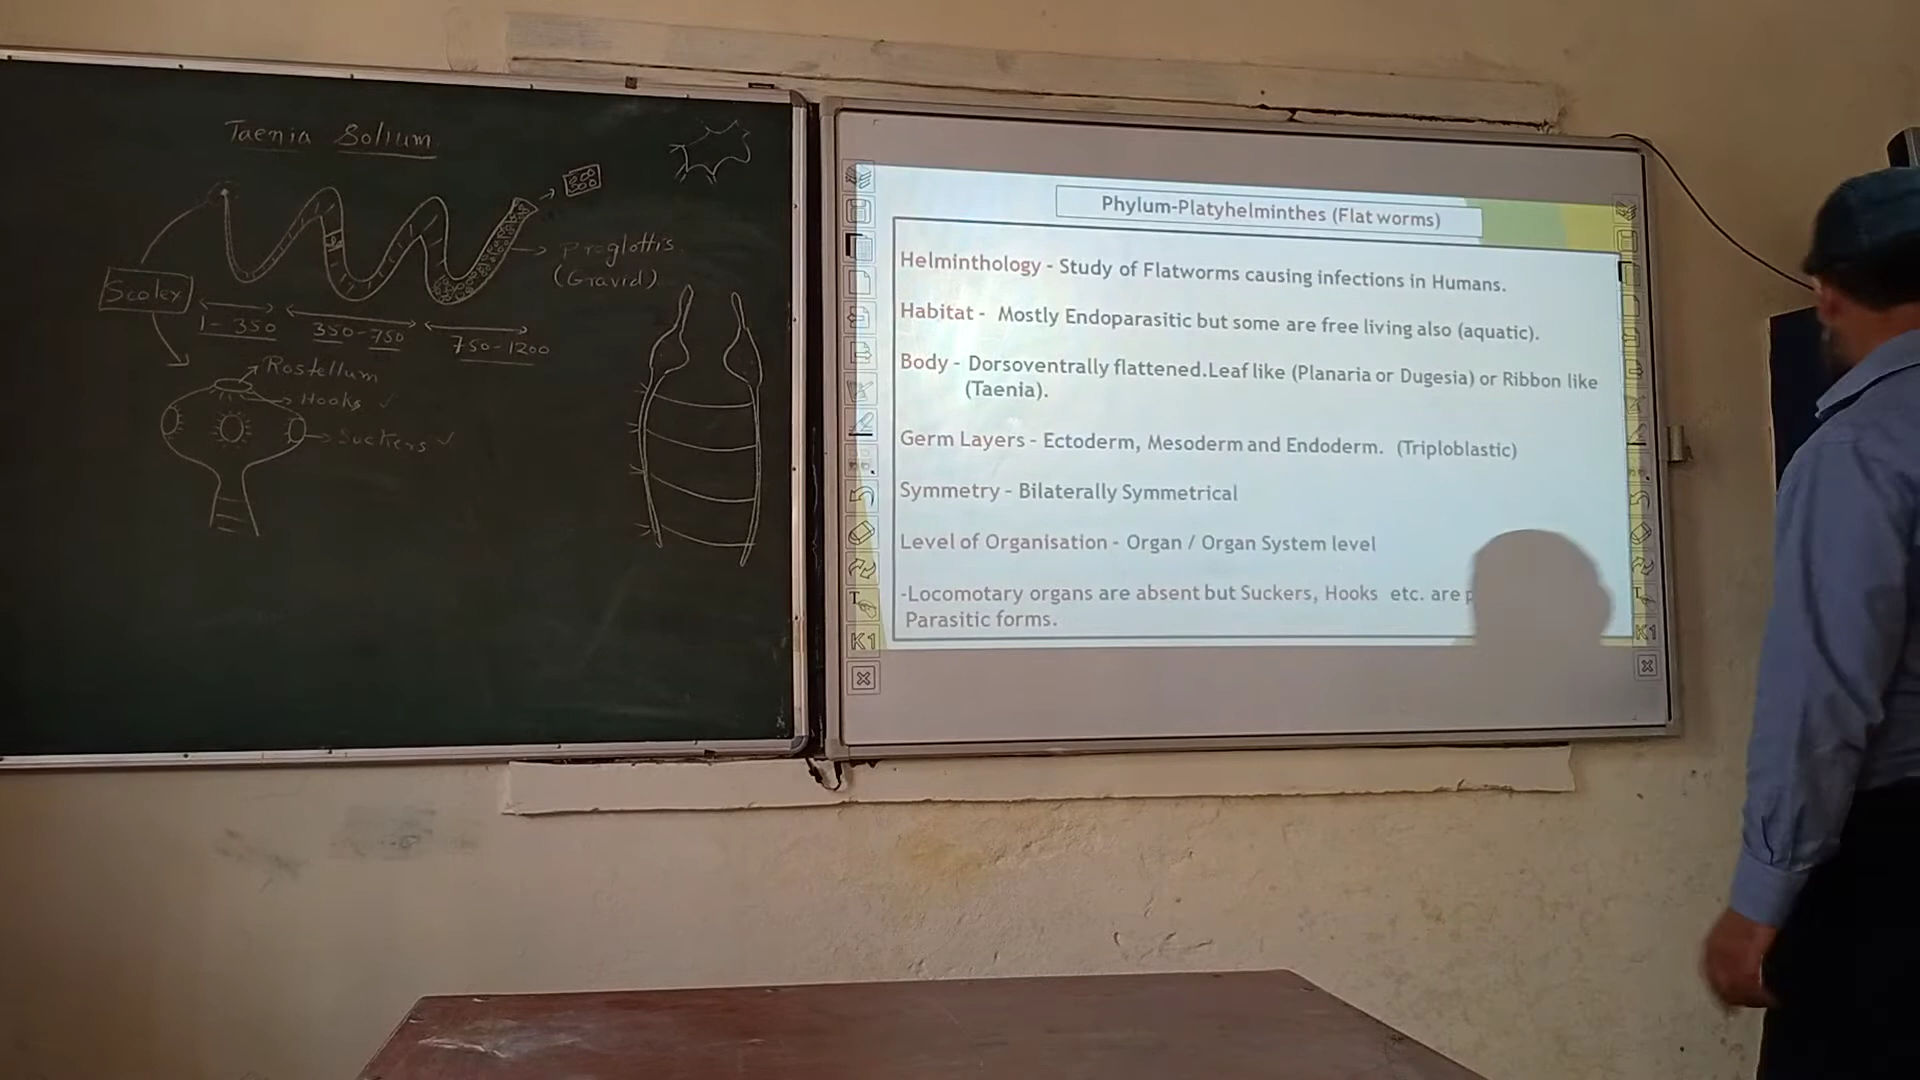 Taenia Solium
Proglottis
(Gravid)
Scolex
1-350
350-750
750-1200
Rostellum
Hooks ✓
Suckers ✓
Phylum-Platyhelminthes (Flat worms)
Helminthology - Study of Flatworms causing infections in Humans.
Habitat - Mostly Endoparasitic but some are free living also (aquatic).
Body - Dorsoventrally flattened.Leaf like (Planaria or Dugesia) or Ribbon like
(Taenia).
Germ Layers - Ectoderm, Mesoderm and Endoderm. (Triploblastic)
Symmetry - Bilaterally Symmetrical
Level of Organisation - Organ / Organ System level
-Locomotary organs are absent but Suckers, Hooks etc. are
Parasitic forms.
T
K1
T
K1